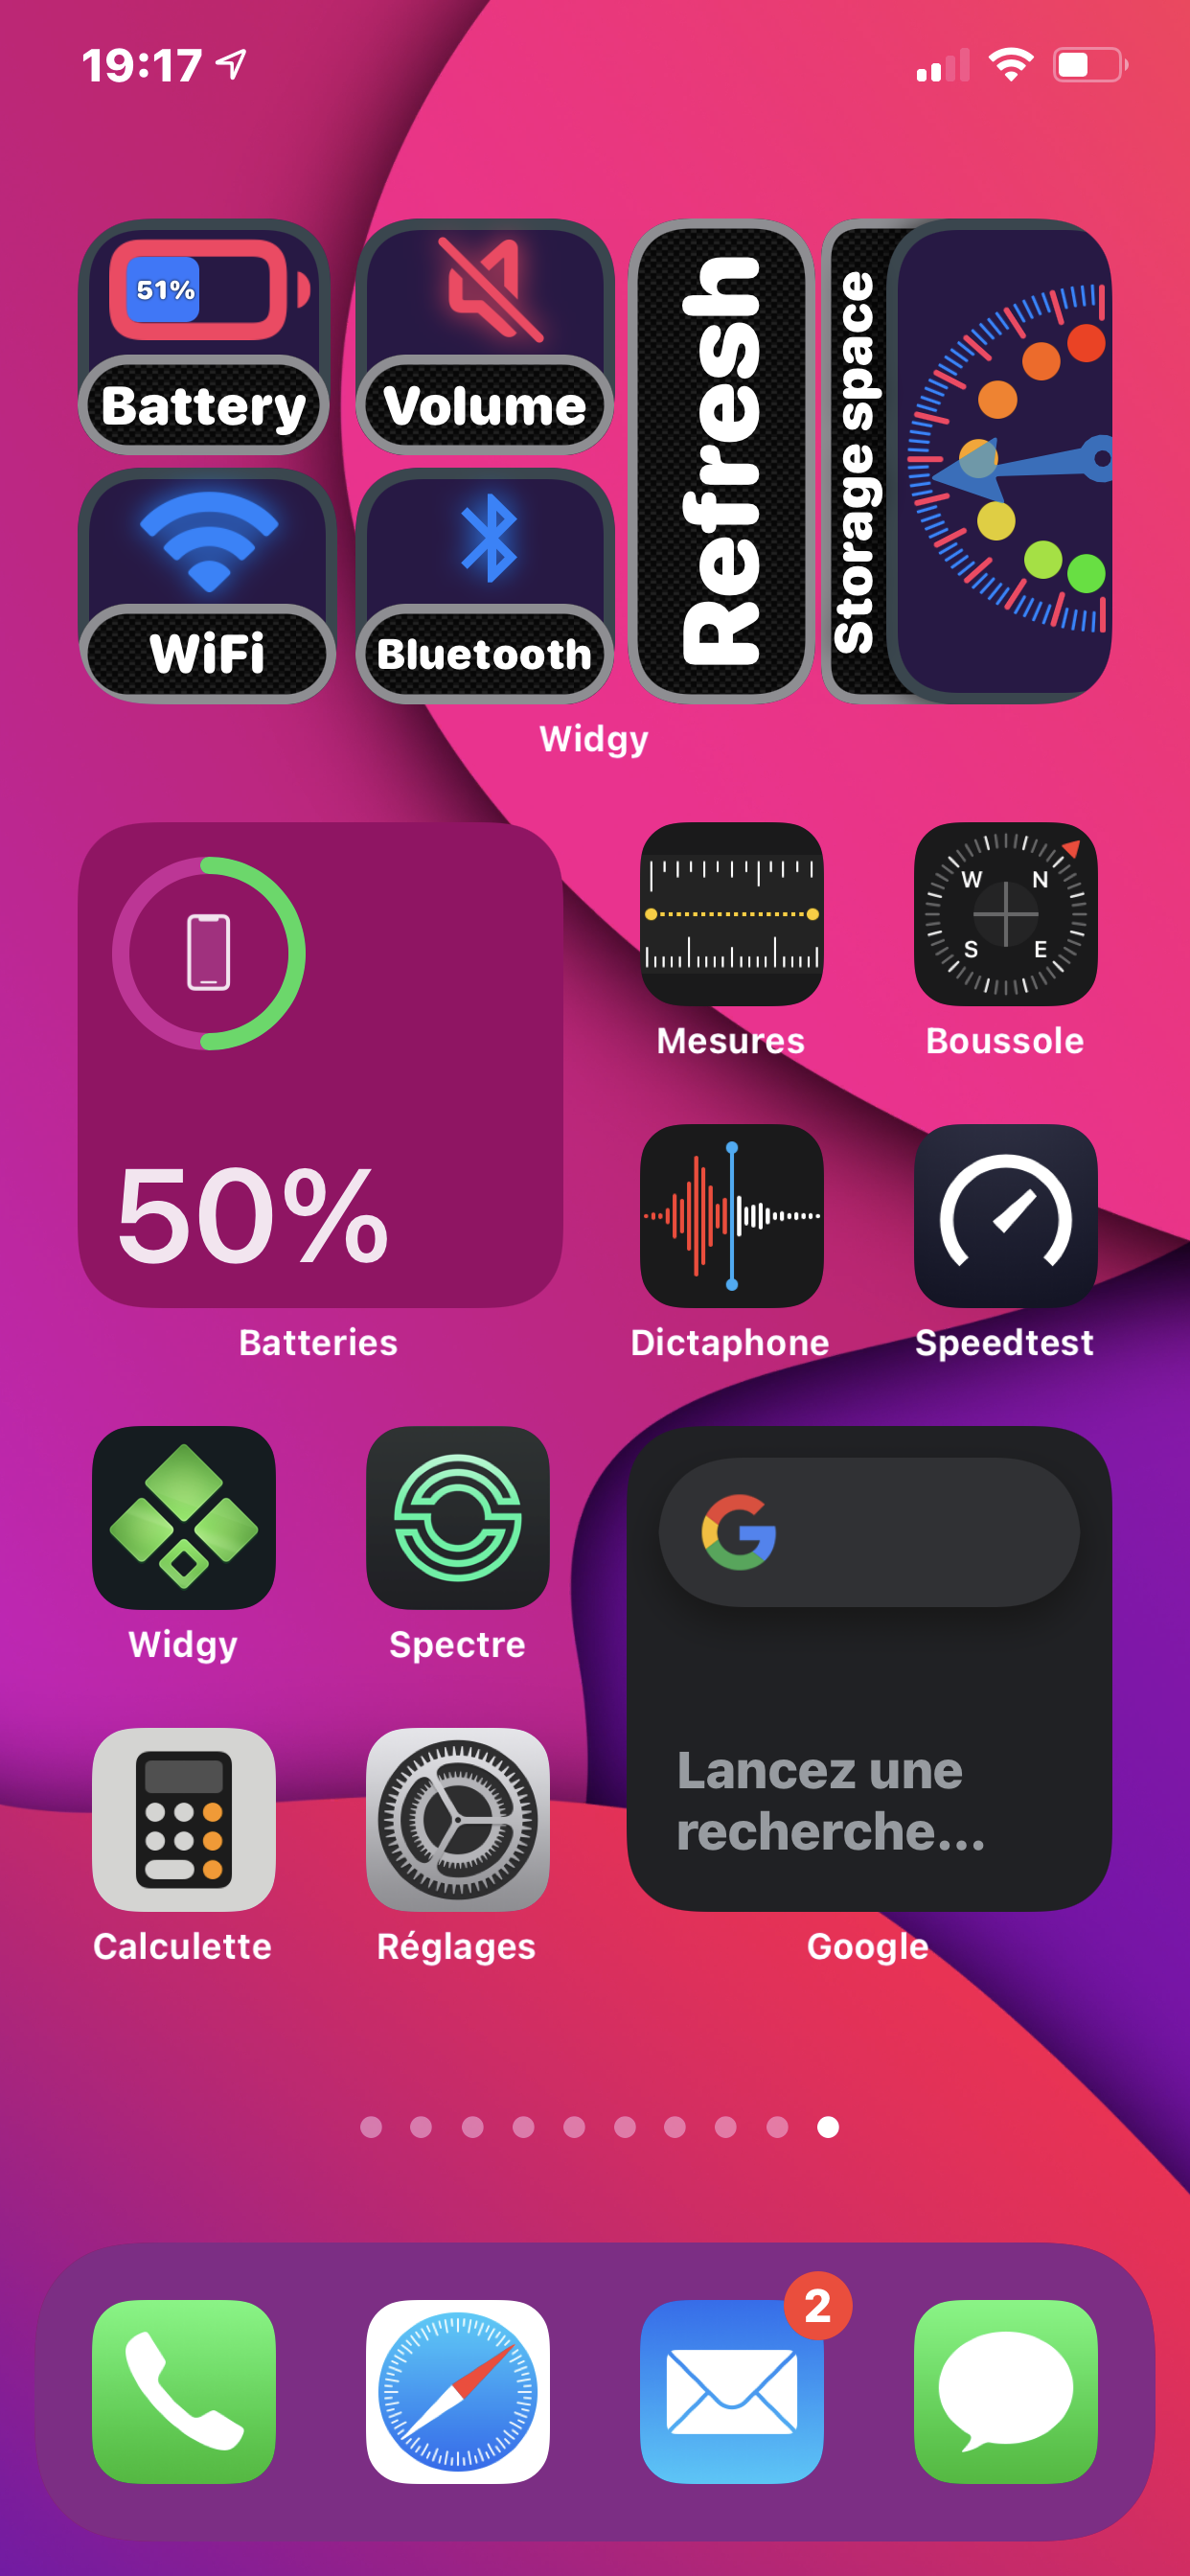 19:17
51%
Battery
Volume
WiFi
Bluetooth
Refresh
Storage space
Widgy
50%
Batteries
Mesures
W N
S E
Boussole
Dictaphone
Speedtest
Widgy
Spectre
G
Lancez une
recherche...
Calculette
Réglages
Google
2